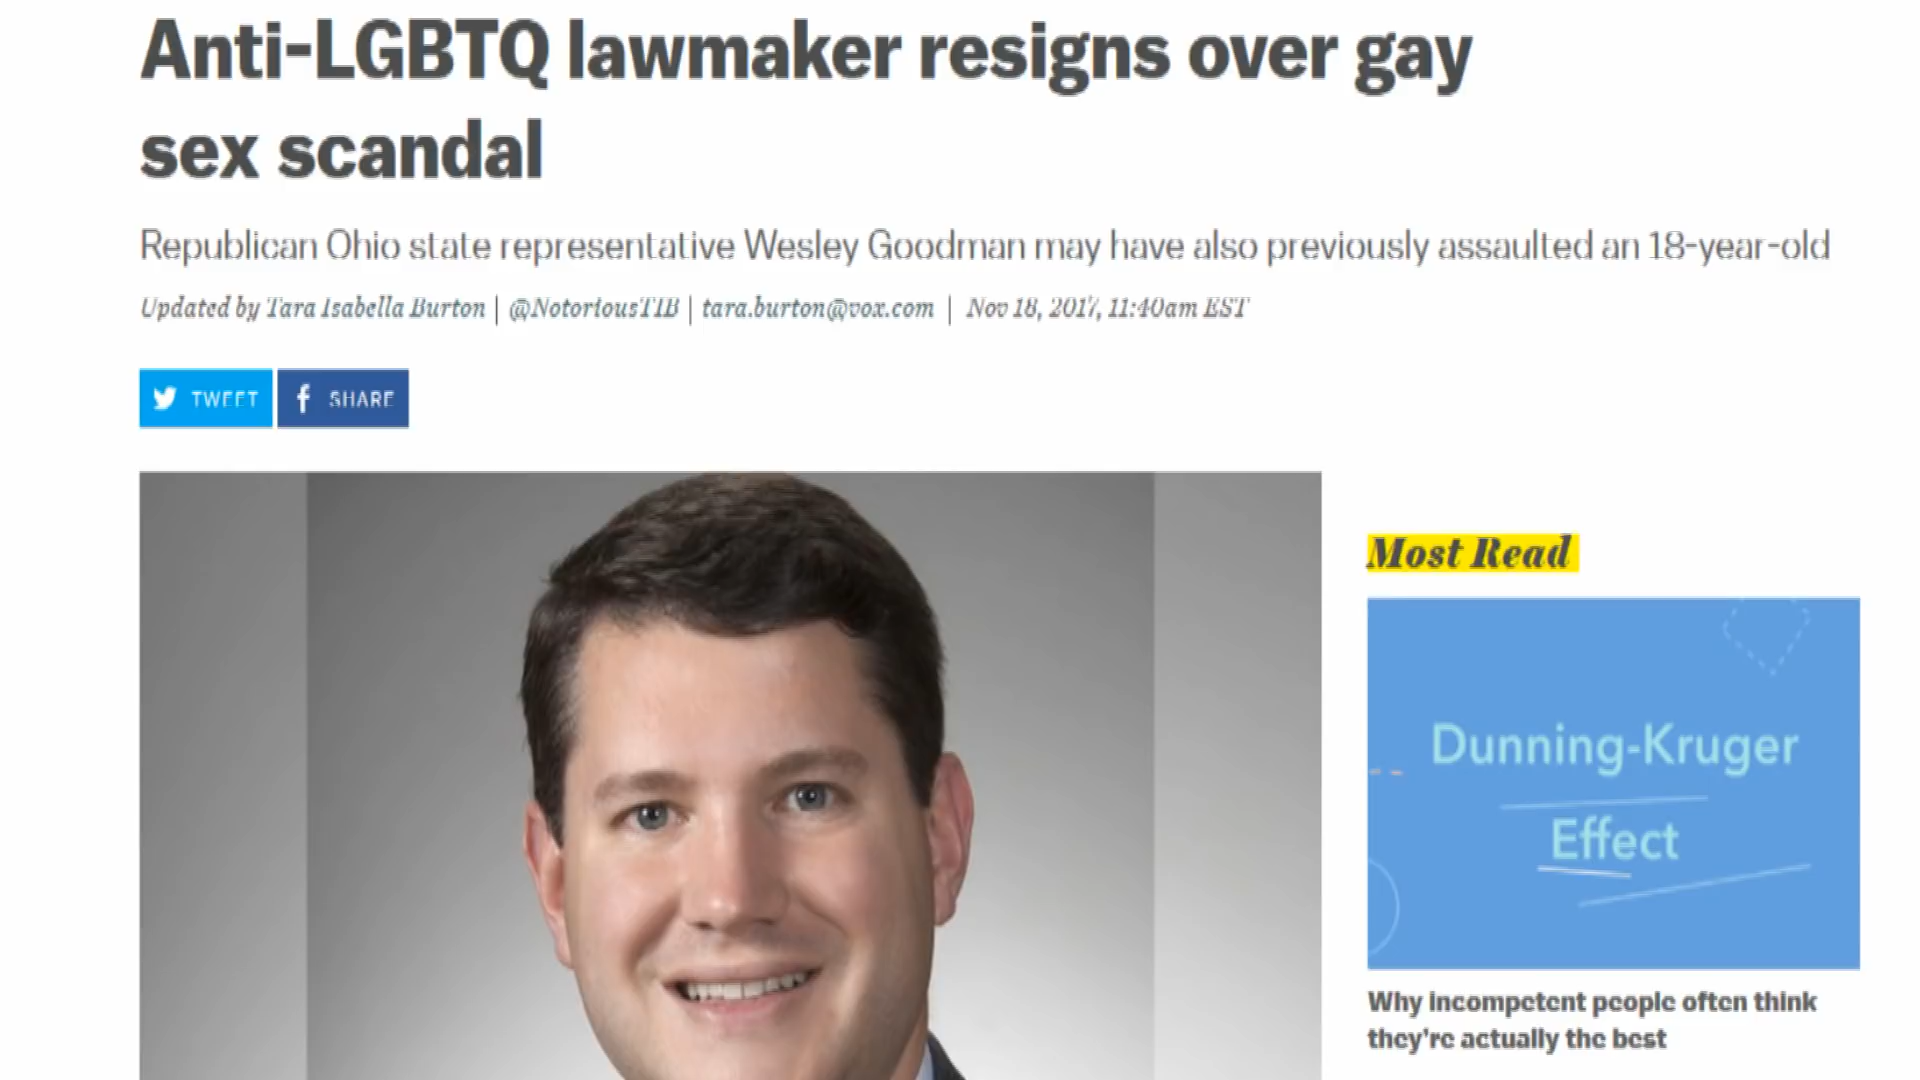 Anti-LGBTQ lawmaker resigns over gay
sex scandal
Republican Ohio state representative Wesley Goodman may have also previously assaulted an 18-year-old
Updated by Tara Isabella Burton | @NotoriousTIB | tara.burton@vox.com | Nov 18, 2017, 11:40am EST
TWEET
SHARE
Most Read
Dunning-Kruger
Effect
Why incompetent people often think
they're actually the best